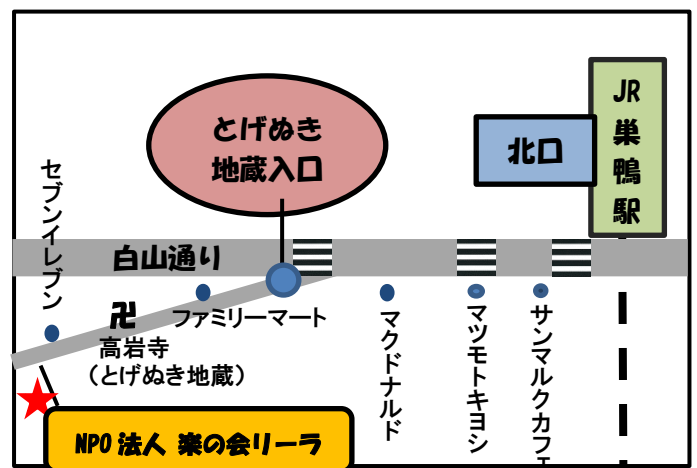 JR
巣鴨駅
北口
とげぬき
地蔵入口
セブンイレブン
白山通り
卍
ファミリーマート
高岩寺
（とげぬき地蔵）
マクドナルド
マツモトキヨシ
サンマルクカフェ
NPO法人 楽の会リーラ